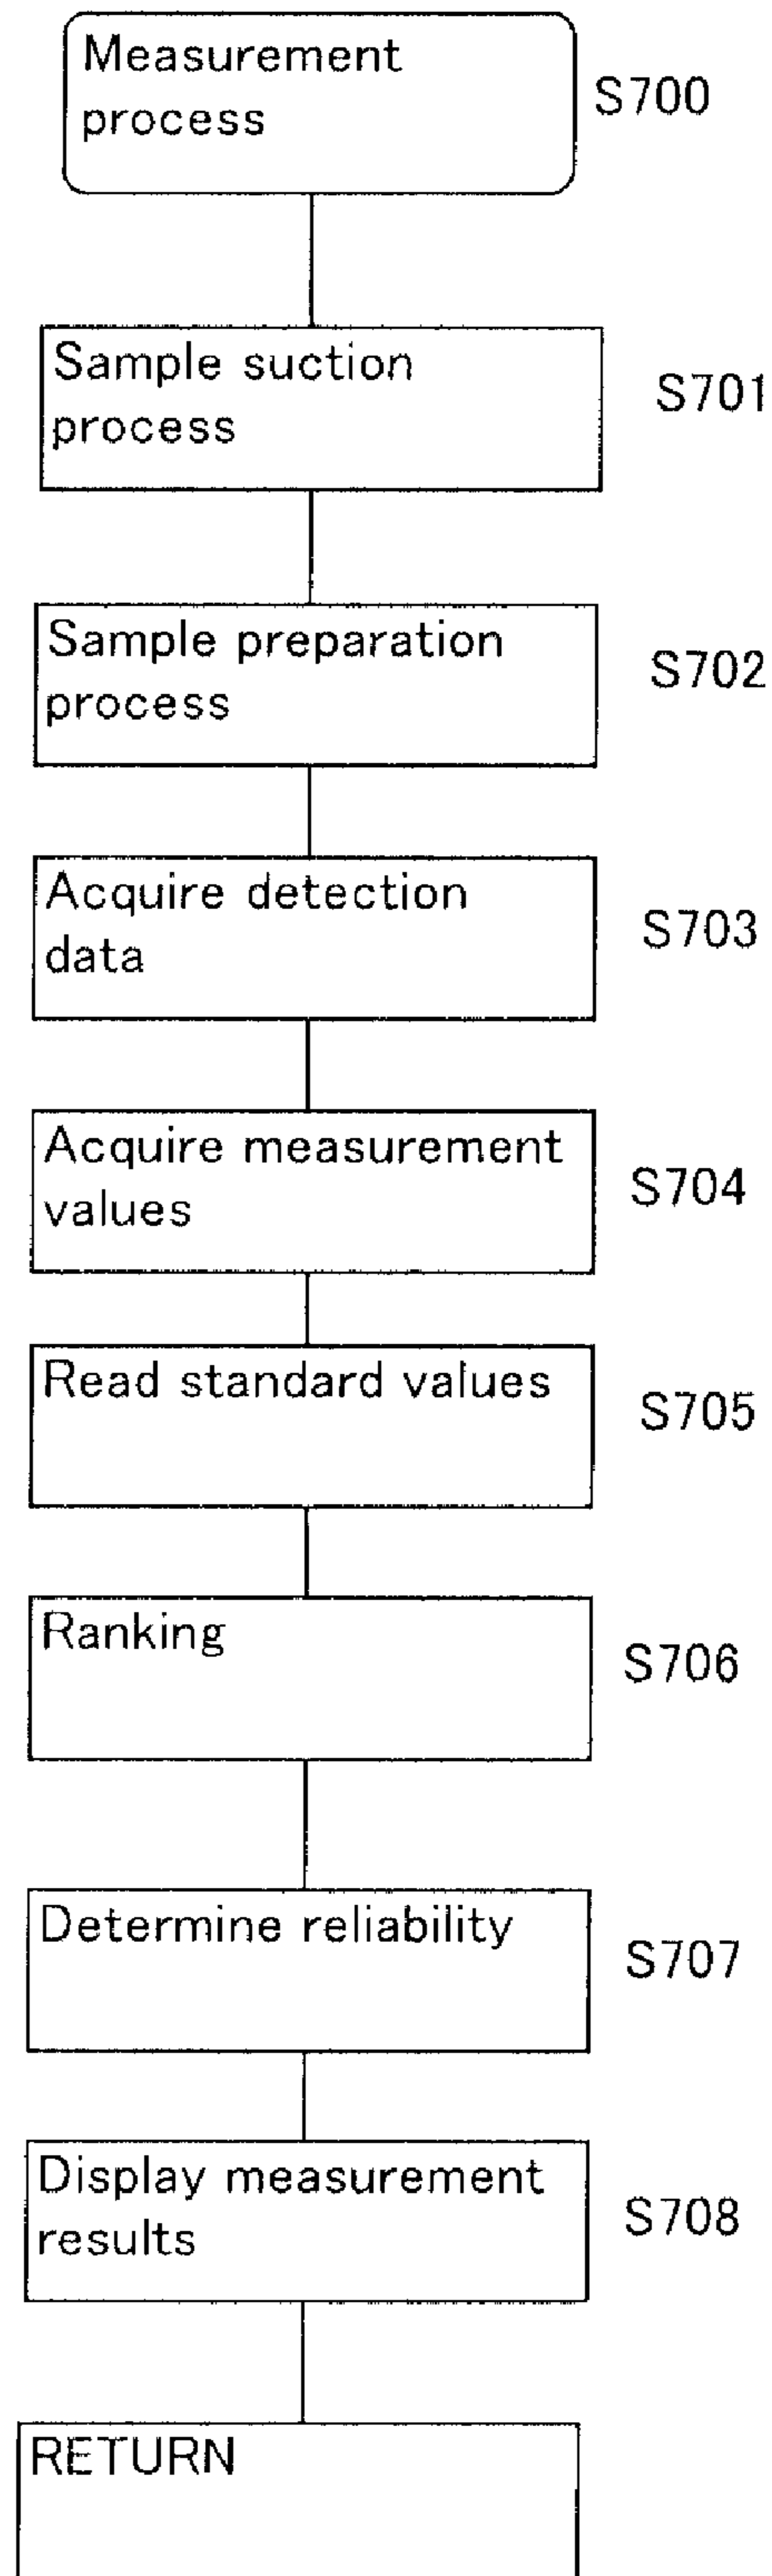 Measurement
process
S700
Sample suction
process
S701
Sample preparation
process
S702
Acquire detection
data
S703
Acquire measurement
values
S704
Read standard values
S705
Ranking
S706
Determine reliability
S707
Display measurement
results
S708
RETURN